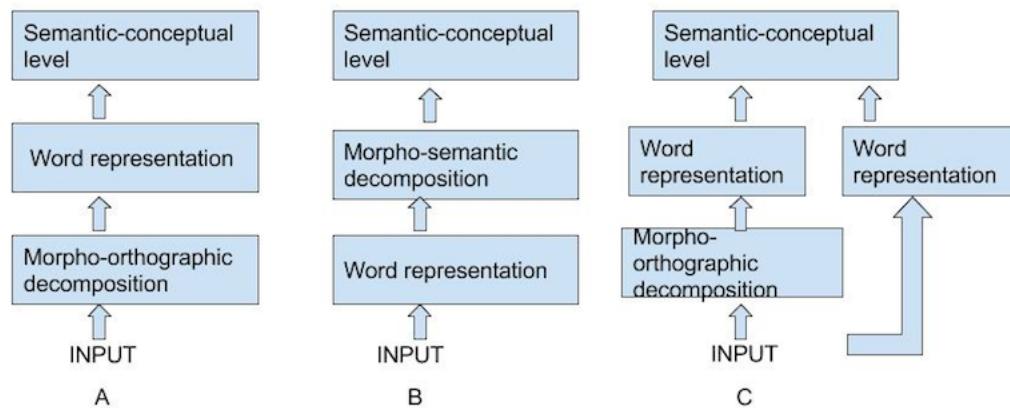 Semantic-conceptual
level
Word representation
Morpho-orthographic
decomposition
INPUT
A
Semantic-conceptual
level
Morpho-semantic
decomposition
Word representation
INPUT
B
Semantic-conceptual
level
Word
representation
Word
representation
Morpho-
orthographic
decomposition
INPUT
C